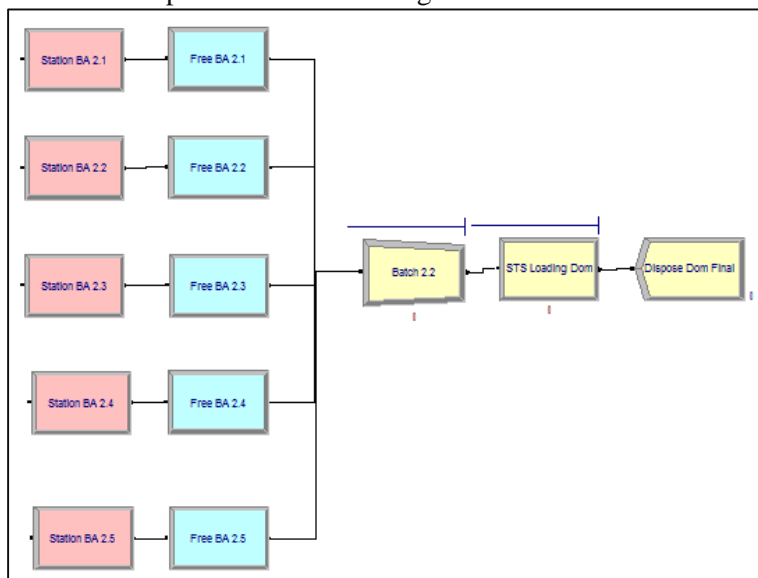 Station BA 2.1
Free BA 2.1
Station BA 2.2
Free BA 2.2
Station BA 2.3
Free BA 2.3
Batch 2.2
STS Loading Dom
Dispose Dom Final
Station BA 2.4
Free BA 2.4
Station BA 2.5
Free BA 2.5